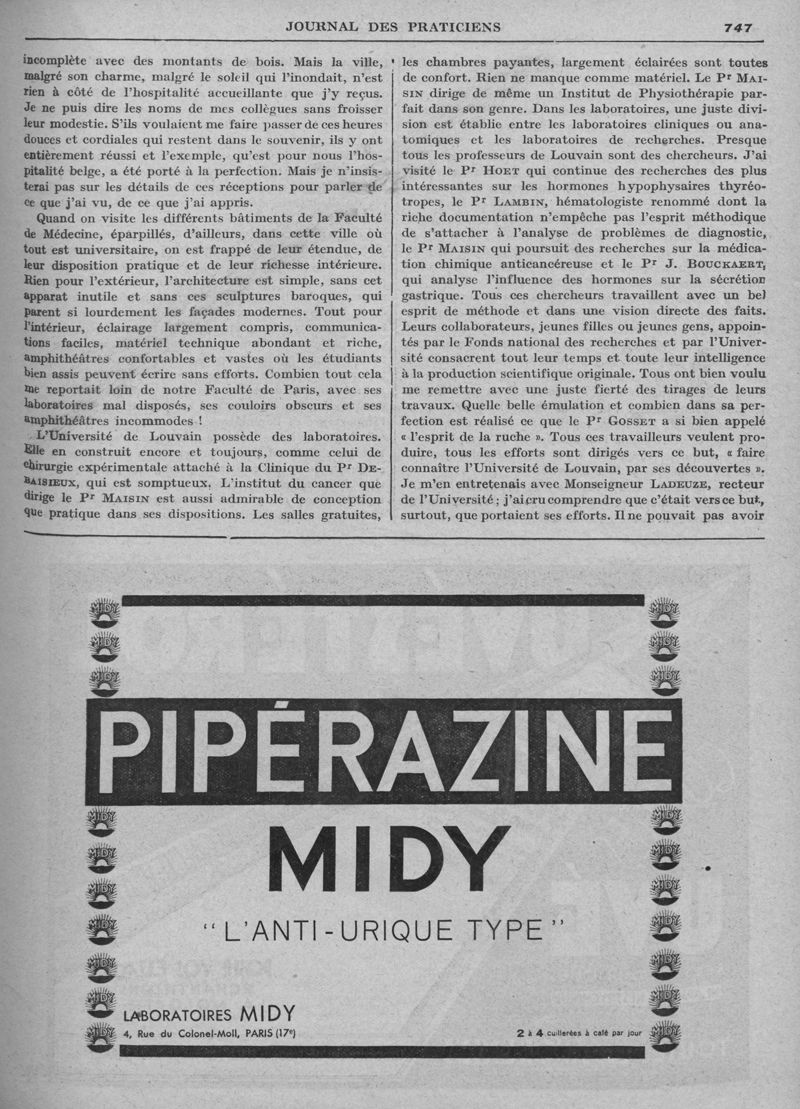 JOURNAL DES PRATICIENS 747
incomplète avec des montants de bois. Mais la ville,
malgré son charme, malgré le soleil qui l'inondait, n'est
rien à côté de l'hospitalité accueillante que j'y reçus.
Je ne puis dire les noms de mes collègues sans froisser
leur modestie. S'ils voulaient me faire passer de ces heures
douces et cordiales qui restent dans le souvenir, ils y ont
entièrement réussi et l'exemple, qu'est pour nous l'hos-
pitalité belge, a été porté à la perfection. Mais je n'insis-
terai pas sur les détails de ces réceptions pour parler de
ce que j'ai vu, de ce que j'ai appris.
Quand on visite les différents bâtiments de la Faculté
de Médecine, éparpillés, d'ailleurs, dans cette ville où
tout est universitaire, on est frappé de leur étendue, de
leur disposition pratique et de leur richesse intérieure.
Rien pour l'extérieur, l'architecture est simple, sans cet
apparat inutile et sans ces sculptures baroques, qui
parent si lourdement les façades modernes. Tout pour
l'intérieur, éclairage largement compris, communica-
tions faciles, matériel technique abondant et riche,
amphithéâtres confortables et vastes où les étudiants
bien assis peuvent écrire sans efforts. Combien tout cela
me reportait loin de notre Faculté de Paris, avec ses
laboratoires mal disposés, ses couloirs obscurs et ses
amphithéâtres incommodes !
L'Université de Louvain possède des laboratoires.
Elle en construit encore et toujours, comme celui de
chirurgie expérimentale attaché à la Clinique du Pr DE-
BAISIEUX, qui est somptueux. L'institut du cancer que
dirige le Pr MAISIN est aussi admirable de conception
que pratique dans ses dispositions. Les salles gratuites,
les chambres payantes, largement éclairées sont toutes
de confort. Rien ne manque comme matériel. Le Pr MAI-
SIN dirige de même un Institut de Physiothérapie par-
fait dans son genre. Dans les laboratoires, une juste divi-
sion est établie entre les laboratoires cliniques ou ana-
tomiques et les laboratoires de recherches. Presque
tous les professeurs de Louvain sont des chercheurs. J'ai
visité le Pr HOET qui continue des recherches des plus
intéressantes sur les hormones hypophysaires thyréo-
tropes, le Pr LAMBIN, hématologiste renommé dont la
riche documentation n'empêche pas l'esprit méthodique
de s'attacher à l'analyse de problèmes de diagnostic,
le Pr MAISIN qui poursuit des recherches sur la médica-
tion chimique anticancéreuse et le Pr J. BOUCKAERT,
qui analyse l'influence des hormones sur la sécrétion
gastrique. Tous ces chercheurs travaillent avec un bel
esprit de méthode et dans une vision directe des faits.
Leurs collaborateurs, jeunes filles ou jeunes gens, appoin-
tés par le Fonds national des recherches et par l'Univer-
sité consacrent tout leur temps et toute leur intelligence
à la production scientifique originale. Tous ont bien voulu
me remettre avec une juste fierté des tirages de leurs
travaux. Quelle belle émulation et combien dans sa per-
fection est réalisé ce que le Pr GOSSET a si bien appelé
« l'esprit de la ruche ». Tous ces travailleurs veulent pro-
duire, tous les efforts sont dirigés vers ce but, « faire
connaître l'Université de Louvain, par ses découvertes ».
Je m'en entretenais avec Monseigneur LADEUZE, recteur
de l'Université ; j'ai cru comprendre que c'était vers ce but,
surtout, que portaient ses efforts. Il ne pouvait pas avoir
PIPÉRAZINE
MIDY
"L'ANTI-URIQUE TYPE"
LABORATOIRES MIDY
4, Rue du Colonel-Moll, PARIS (17e)
2 à 4 cuillerées à café par jour